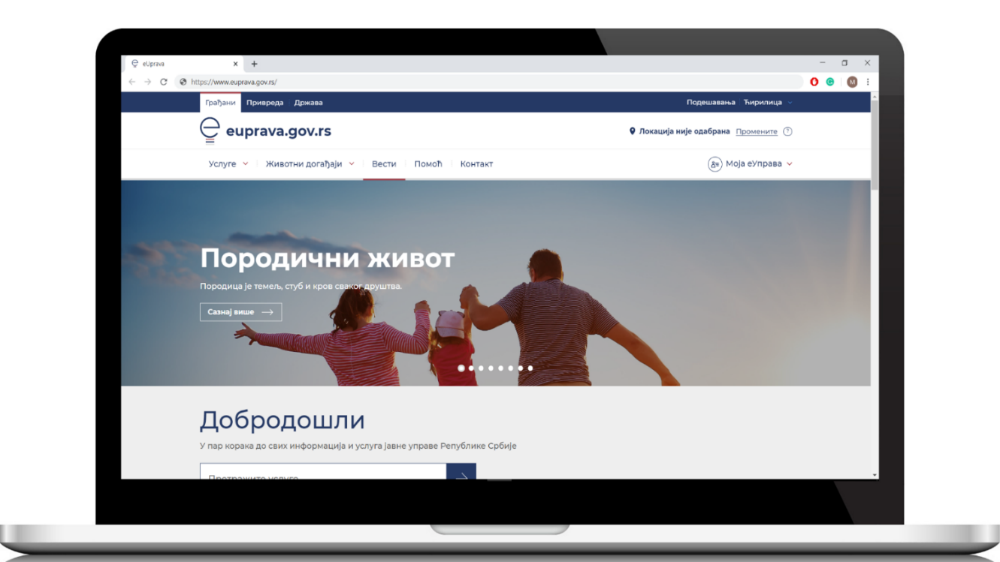 eUprava
https://www.euprava.gov.rs/
M
Грађани Привреда Држава Подешавања Ћирилица
euprava.gov.rs
Локација није одабрана Промените ?
Услуге Животни догађаји Вести Помоћ Контакт Моја еУправа
Породични живот
Породица је темељ, стуб и кров сваког друштва.
Сазнај више
Добродошли
У пар корака до свих информација и услуга јавне управе Републике Србије
Претражите услуге